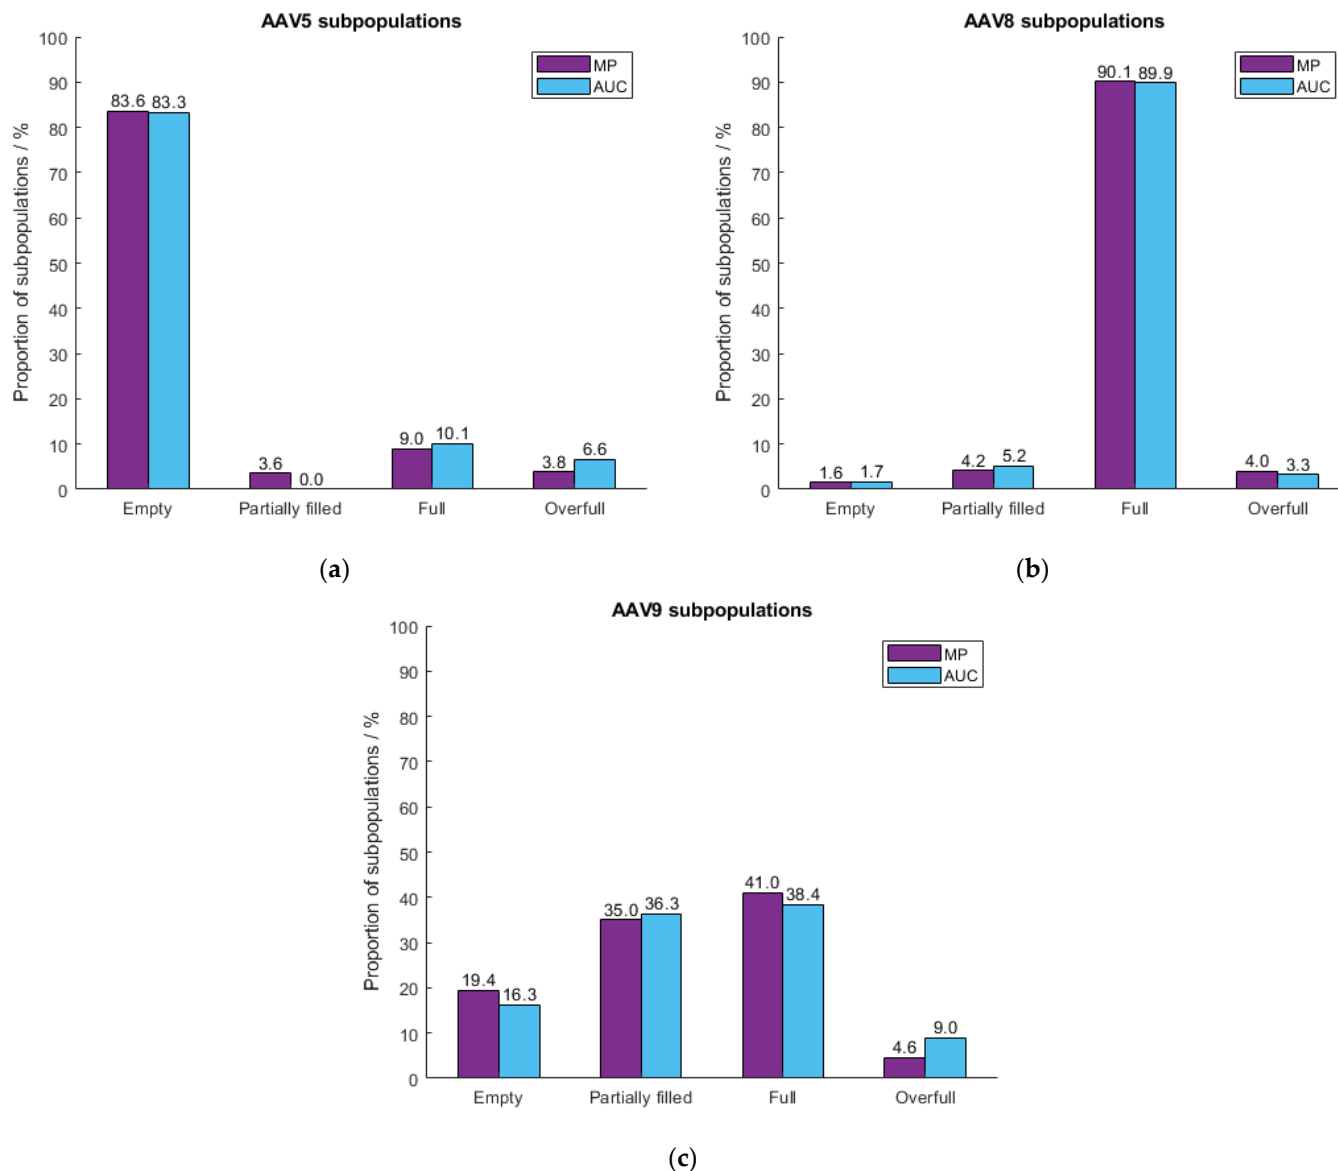 AAV5 subpopulations
Proportion of subpopulations / %
100
90
80
70
60
50
40
30
20
10
0
MP
AUC
83.6 83.3
3.6 0.0
9.0 10.1
3.8 6.6
Empty Partially filled Full Overfull
(a)
AAV8 subpopulations
Proportion of subpopulations / %
100
90
80
70
60
50
40
30
20
10
0
MP
AUC
1.6 1.7
4.2 5.2
90.1 89.9
4.0 3.3
Empty Partially filled Full Overfull
(b)
AAV9 subpopulations
Proportion of subpopulations / %
100
90
80
70
60
50
40
30
20
10
0
MP
AUC
19.4 16.3
35.0 36.3
41.0 38.4
4.6 9.0
Empty Partially filled Full Overfull
(c)